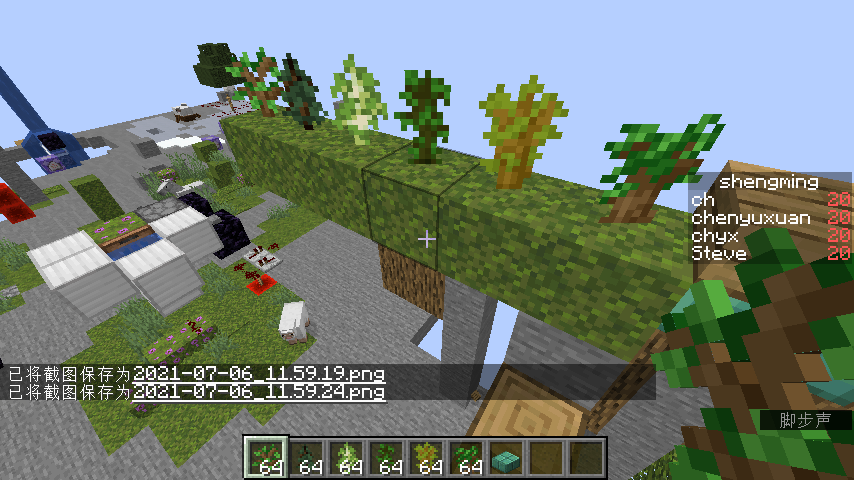 shengming
ch 20
chenyuxuan 20
chyx 20
Steve 20
已将截图保存为2021-07-06_11.59.19.png
已将截图保存为2021-07-06_11.59.24.png
脚步声
64 64 64 64 64 64